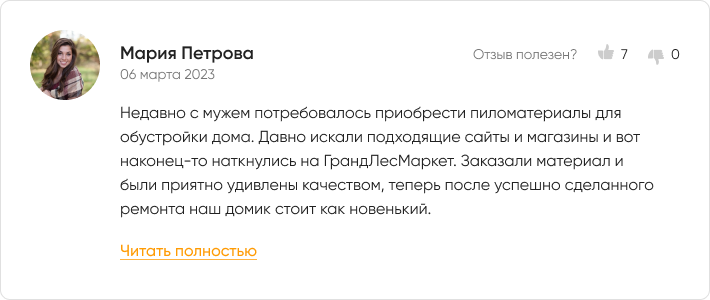 Мария Петрова
Отзыв полезен? 7 0
06 марта 2023
Недавно с мужем потребовалось приобрести пиломатериалы для
обустройки дома. Давно искали подходящие сайты и магазины и вот
наконец-то наткнулись на ГрандЛесМаркет. Заказали материал и
были приятно удивлены качеством, теперь после успешно сделанного
ремонта наш домик стоит как новенький.
Читать полностью